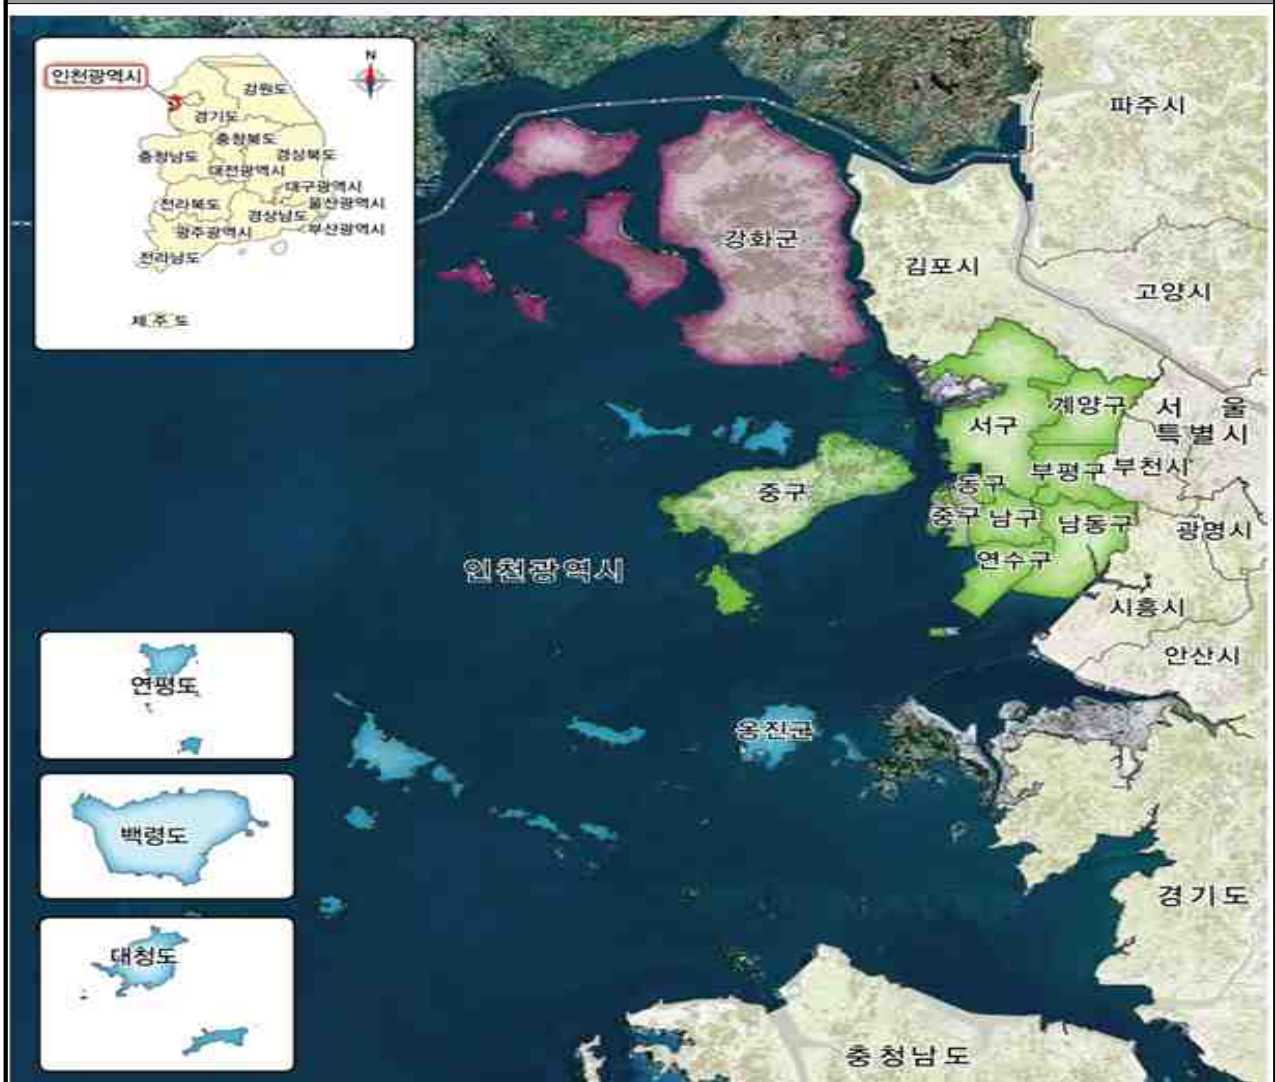 N
인천광역시
강원도
경기도
충청북도
충청남도
경상북도
대전광역시
대구광역시
전라북도
울산광역시
경상남도
광주광역시
부산광역시
전라남도
제주도
파주시
강화군
김포시
고양시
계양구
서울
특별시
서구
부평구
부천시
중구
동구
중구
남구
남동구
광명시
연수구
인천광역시
시흥시
안산시
연평도
옹진군
백령도
경기도
대청도
충청남도